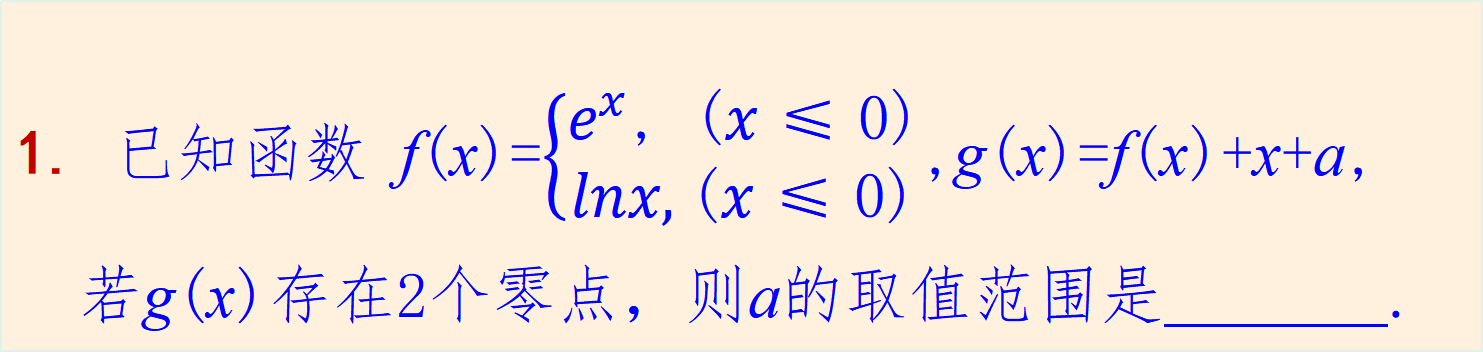 1. 已知函数 f(x)={e^x, (x ≤ 0) lnx, (x ≤ 0) ,g(x)=f(x)+x+a,
若g(x)存在2个零点，则a的取值范围是________.